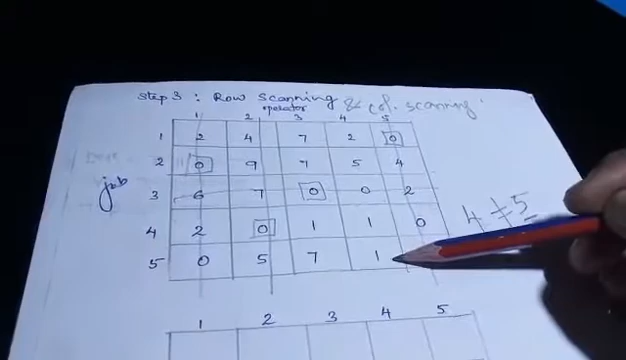 Step 3 : Row scanning & col. scanning.
operator
1 2 3 4 5
1 2 4 7 2 0
2 0 9 7 5 4
job
3 6 7 0 0 2
4 2 0 1 1 0
4 ≠ 5
5 0 5 7 1
1 2 3 4 5